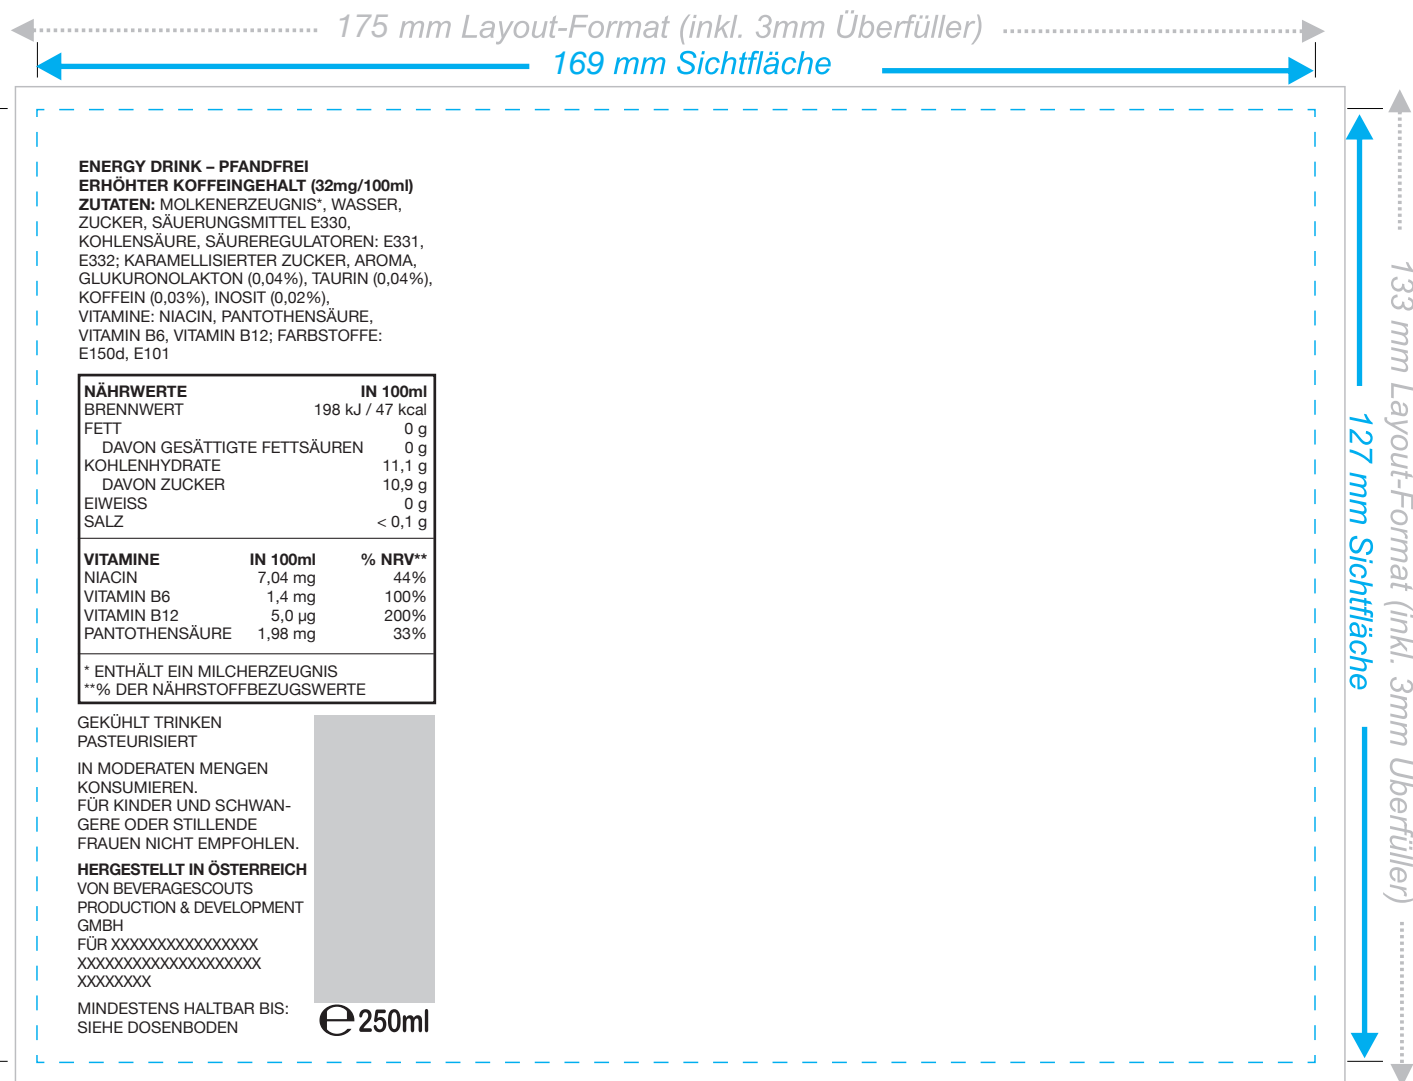 175 mm Layout-Format (inkl. 3mm Überfüller)
169 mm Sichtfläche
ENERGY DRINK – PFANDFREI
ERHÖHTER KOFFEINGEHALT (32mg/100ml)
ZUTATEN: MOLKENERZEUGNIS*, WASSER,
ZUCKER, SÄUERUNGSMITTEL E330,
KOHLENSÄURE, SÄUREREGULATOREN: E331,
E332; KARAMELLISIERTER ZUCKER, AROMA,
GLUKURONOLAKTON (0,04%), TAURIN (0,04%),
KOFFEIN (0,03%), INOSIT (0,02%),
VITAMINE: NIACIN, PANTOTHENSÄURE,
VITAMIN B6, VITAMIN B12; FARBSTOFFE:
E150d, E101
NÄHRWERTE IN 100ml
BRENNWERT 198 kJ / 47 kcal
FETT 0 g
DAVON GESÄTTIGTE FETTSÄUREN 0 g
KOHLENHYDRATE 11,1 g
DAVON ZUCKER 10,9 g
EIWEISS 0 g
SALZ < 0,1 g
VITAMINE IN 100ml % NRV**
NIACIN 7,04 mg 44%
VITAMIN B6 1,4 mg 100%
VITAMIN B12 5,0 µg 200%
PANTOTHENSÄURE 1,98 mg 33%
* ENTHÄLT EIN MILCHERZEUGNIS
**% DER NÄHRSTOFFBEZUGSWERTE
GEKÜHLT TRINKEN
PASTEURISIERT
IN MODERATEN MENGEN
KONSUMIEREN.
FÜR KINDER UND SCHWAN-
GERE ODER STILLENDE
FRAUEN NICHT EMPFOHLEN.
HERGESTELLT IN ÖSTERREICH
VON BEVERAGESCOUTS
PRODUCTION & DEVELOPMENT
GMBH
FÜR XXXXXXXXXXXXXXXX
XXXXXXXXXXXXXXXXXXXX
XXXXXXXX
MINDESTENS HALTBAR BIS:
SIEHE DOSENBODEN
℮ 250ml
127 mm Sichtfläche
133 mm Layout-Format (inkl. 3mm Überfüller)